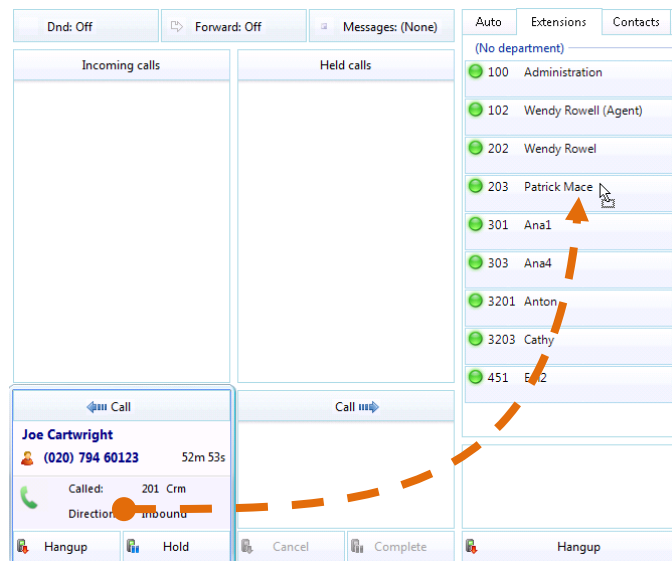 Dnd: Off
Forward: Off
Messages: (None)
Auto
Extensions
Contacts
(No department)
Incoming calls
Held calls
100 Administration
102 Wendy Rowell (Agent)
202 Wendy Rowel
203 Patrick Mace
301 Ana1
303 Ana4
3201 Anton
3203 Cathy
451
Call
Call
Joe Cartwright
(020) 794 60123
52m 53s
Called: 201 Crm
Direction Inbound
Hangup
Hold
Cancel
Complete
Hangup